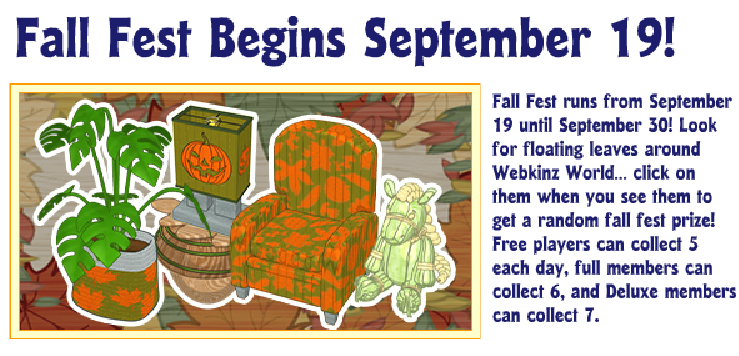 Fall Fest Begins September 19!
Fall Fest runs from September
19 until September 30! Look
for floating leaves around
Webkinz World... click on
them when you see them to
get a random fall fest prize!
Free players can collect 5
each day, full members can
collect 6, and Deluxe members
can collect 7.